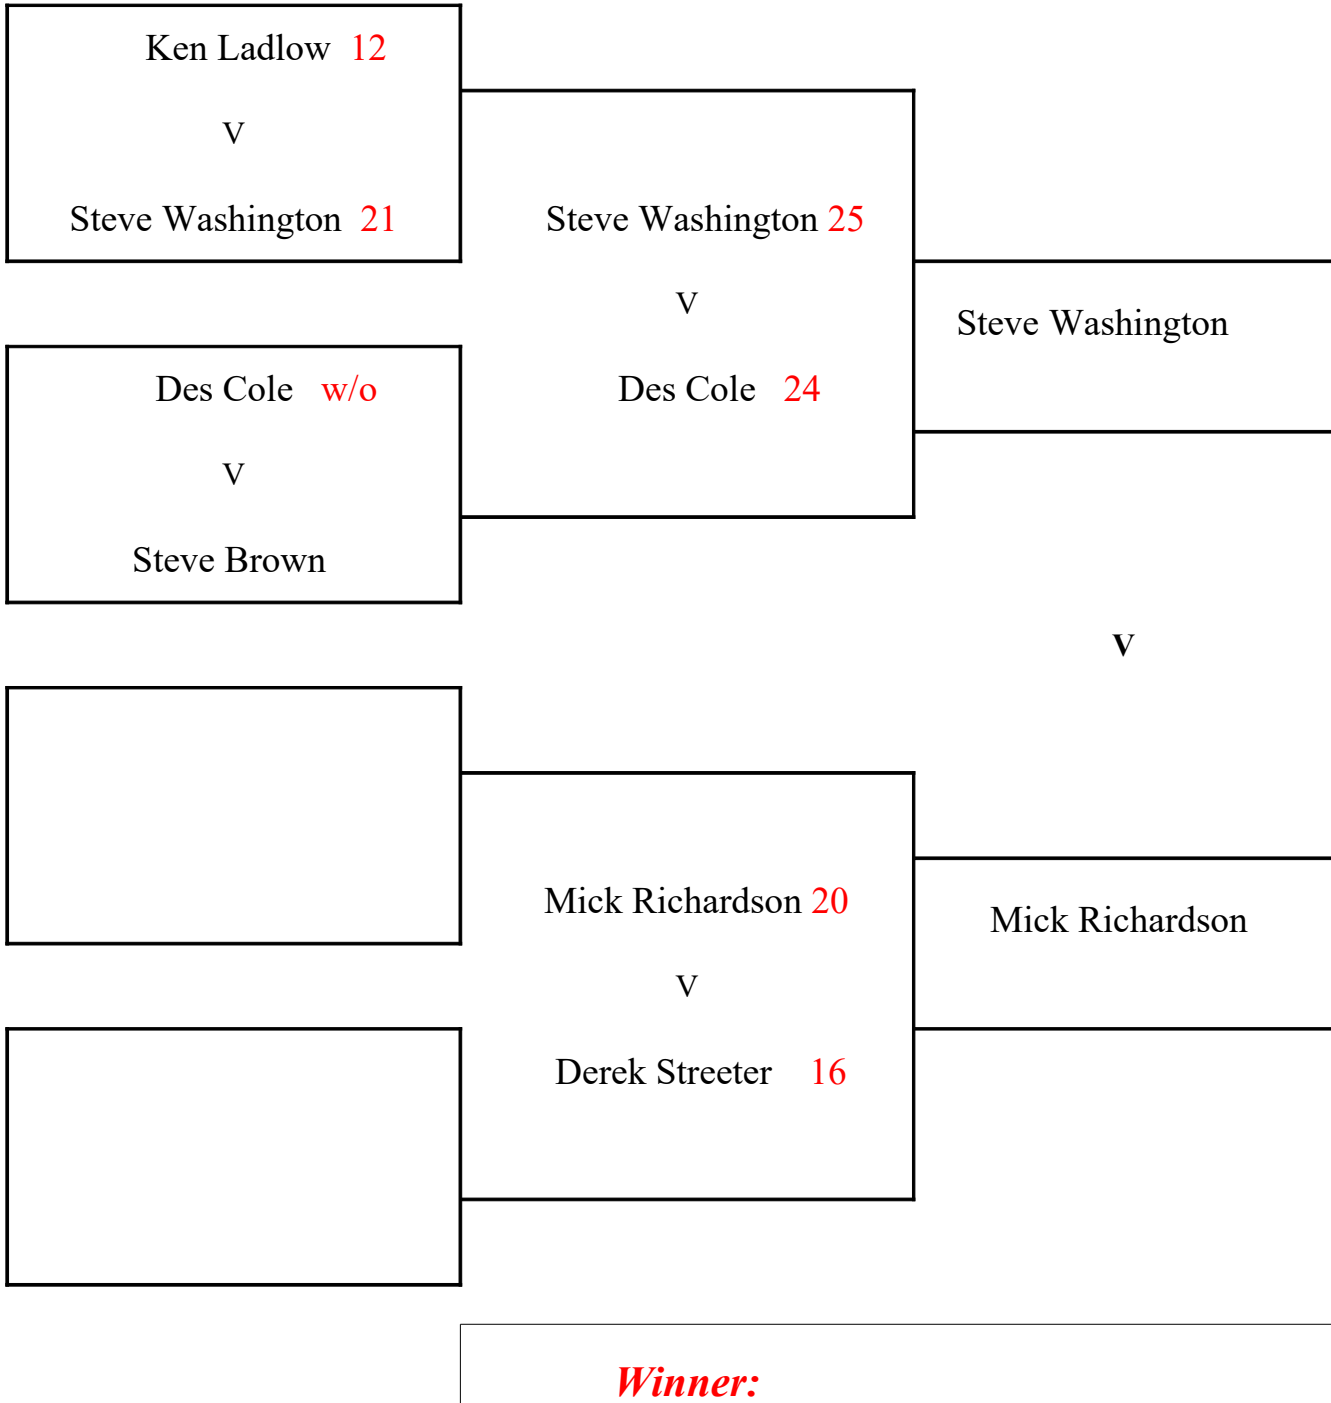 Ken Ladlow 12
V
Steve Washington 21
Des Cole w/o
V
Steve Brown
Steve Washington 25
V
Des Cole 24
Mick Richardson 20
V
Derek Streeter 16
Steve Washington
V
Mick Richardson
Winner: